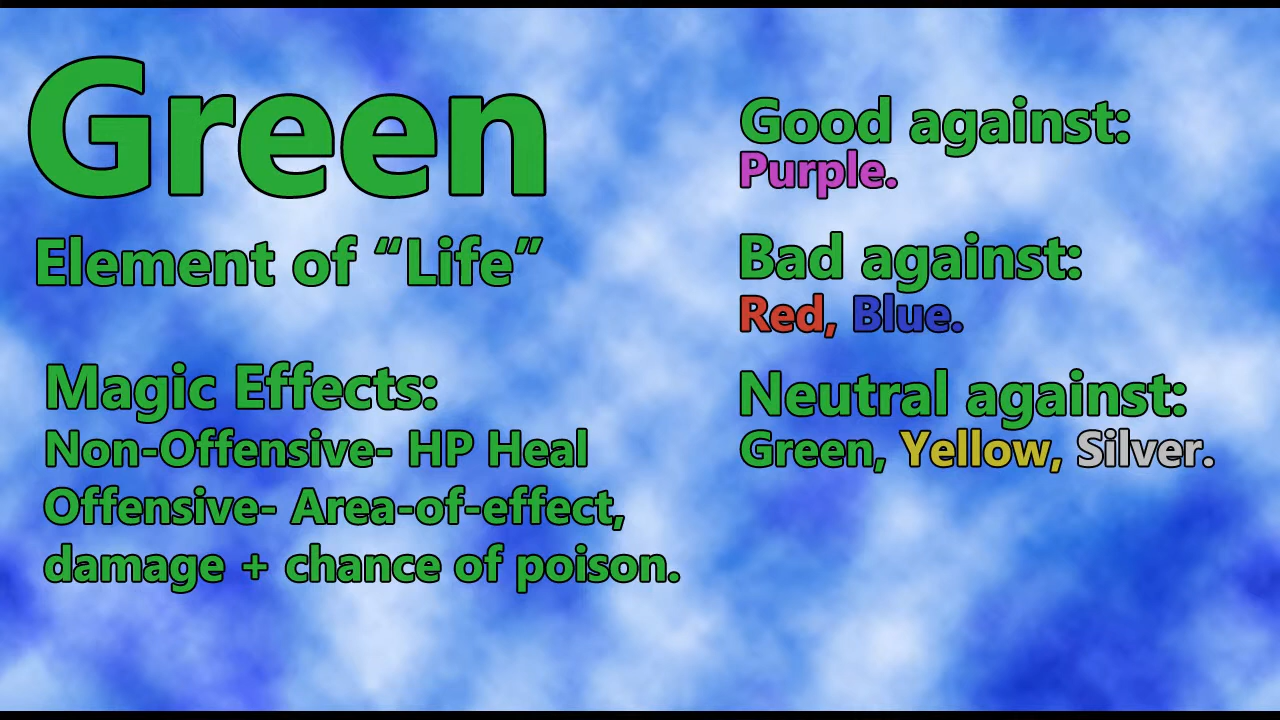 Green
Element of “Life”
Magic Effects:
Non-Offensive- HP Heal
Offensive- Area-of-effect,
damage + chance of poison.
Good against:
Purple.
Bad against:
Red, Blue.
Neutral against:
Green, Yellow, Silver.